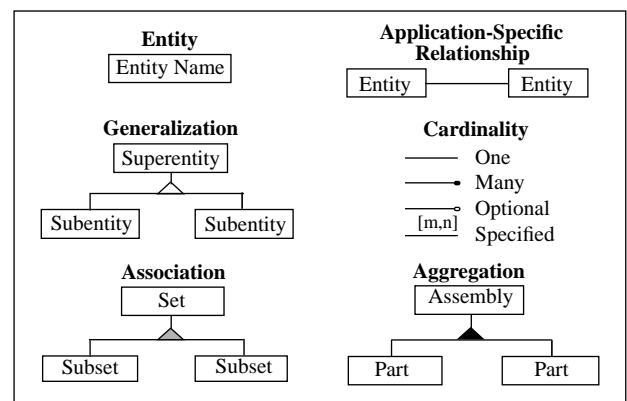 Entity
Entity Name
Application-Specific
Relationship
Entity Entity
Generalization
Superentity
Subentity Subentity
Cardinality
One
Many
Optional
[m,n]
Specified
Association
Set
Subset Subset
Aggregation
Assembly
Part Part